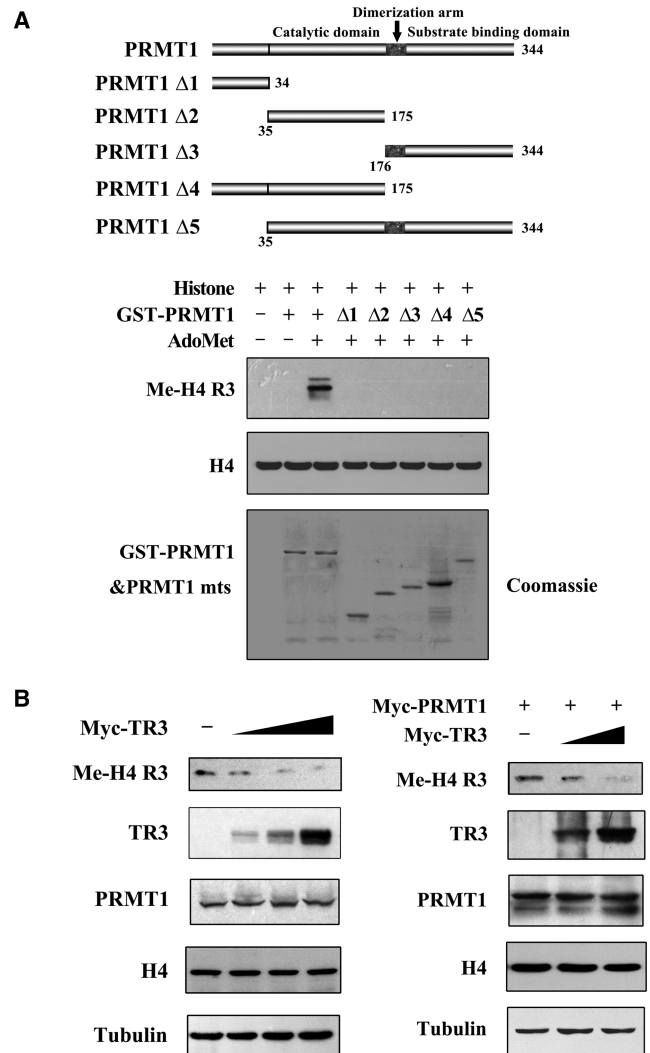 A
Dimerization arm
Catalytic domain Substrate binding domain
PRMT1 344
PRMT1 Δ1 34
PRMT1 Δ2 35 175
PRMT1 Δ3 176 344
PRMT1 Δ4 175
PRMT1 Δ5 35 344
Histone + + + + + + + +
GST-PRMT1 − + + Δ1 Δ2 Δ3 Δ4 Δ5
AdoMet − − + + + + + +
Me-H4 R3
H4
GST-PRMT1
&PRMT1 mts
Coomassie
B
Myc-TR3 −
Me-H4 R3
TR3
PRMT1
H4
Tubulin
Myc-PRMT1 + + +
Myc-TR3 −
Me-H4 R3
TR3
PRMT1
H4
Tubulin